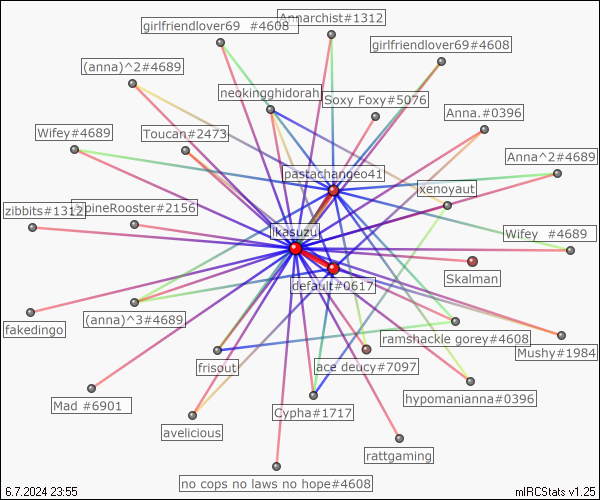 girlfriendlover69 #4608
Annarchist#1312
girlfriendlover69#4608
(anna)^2#4689
neokingghidorah
Soxy Foxy#5076
Anna.#0396
Wifey#4689
Toucan#2473
Anna^2#4689
pastachangeo41
xenoyaut
zibbits#1312
pineRooster#2156
ikasuzu
Wifey #4689
Skalman
default#0617
fakedingo
(anna)^3#4689
ramshackle gorey#4608
Mushy#1984
frisout
ace deucy#7097
Mad #6901
Cypha#1717
hypomanianna#0396
avelicious
rattgaming
no cops no laws no hope#4608
6.7.2024 23:55
mIRCStats v1.25